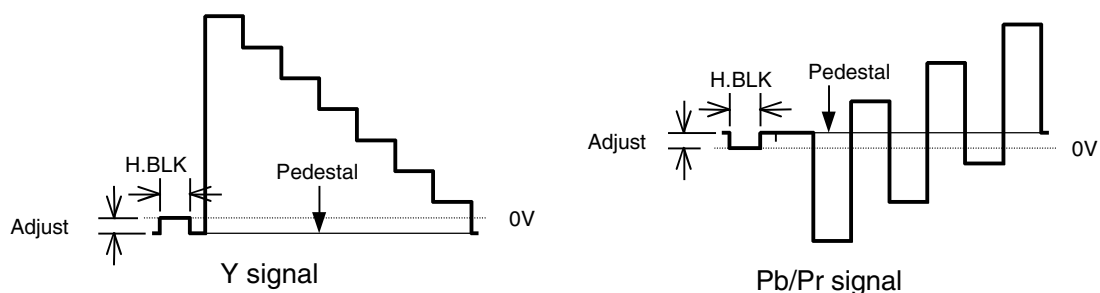 H.BLK
Pedestal
Adjust
0V
Y signal
H.BLK
Pedestal
Adjust
0V
Pb/Pr signal